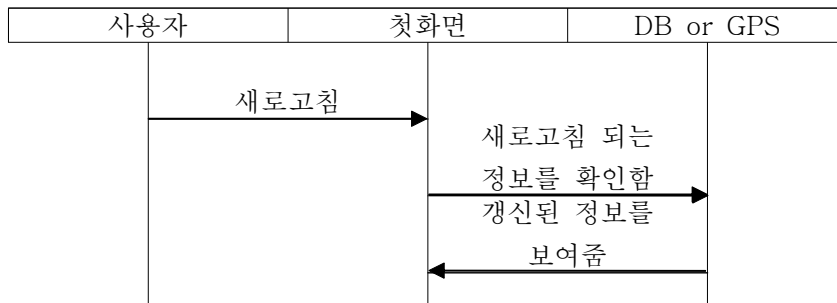 사용자 첫화면 DB or GPS
새로고침
새로고침 되는
정보를 확인함
갱신된 정보를
보여줌